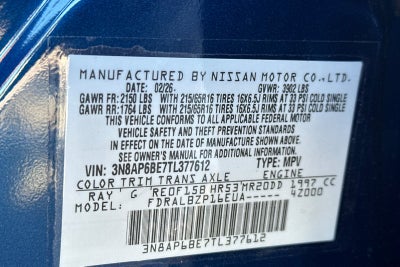 MANUFACTURED BY NISSAN MOTOR CO.,LTD.
DATE: 02/26 GVWR: 3902 LBS
GAWR FR: 2150 LBS WITH 215/65R16 TIRES 16X6.5J RIMS AT 33 PSI COLD SINGLE
GAWR RR: 1764 LBS WITH 215/65R16 TIRES 16X6.5J RIMS AT 33 PSI COLD SINGLE
THIS VEHICLE CONFORMS TO ALL APPLICABLE FEDERAL MOTOR
VEHICLE SAFETY AND THEFT PREVENTION STANDARDS
IN EFFECT ON THE DATE OF MANUFACTURE SHOWN ABOVE.
SEE OWNER'S MANUAL FOR ADDITIONAL INFORMATION
VIN: 3N8AP6BE7TL377612 TYPE: MPV
COLOR TRIM TRANS AXLE ENGINE
RAY G RE0F15B HR53 MR20DD 1997 CC
MODEL: FDRALBZP16EUA---- 42000
3N8AP6BE7TL377612